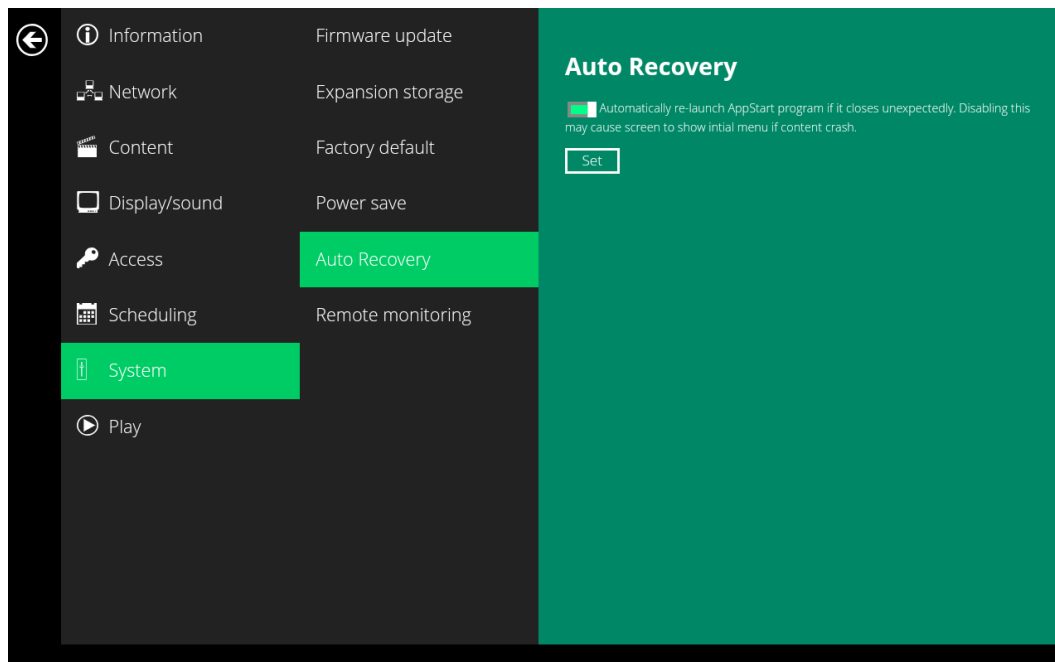 Information
Network
Content
Display/sound
Access
Scheduling
System
Play
Firmware update
Expansion storage
Factory default
Power save
Auto Recovery
Remote monitoring
Auto Recovery
Automatically re-launch AppStart program if it closes unexpectedly. Disabling this
may cause screen to show intial menu if content crash.
Set